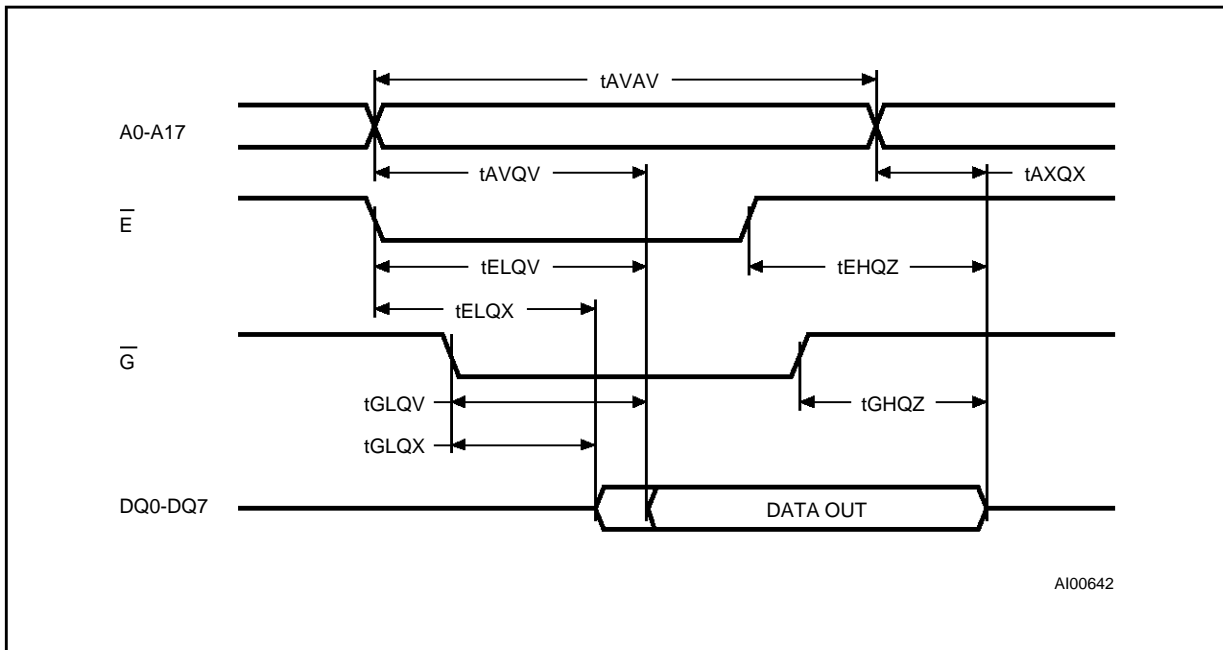 tAVAV
A0-A17
tAVQV
tAXQX
E
tELQV
tEHQZ
tELQX
G
tGLQV
tGHQZ
tGLQX
DQ0-DQ7
DATA OUT
AI00642